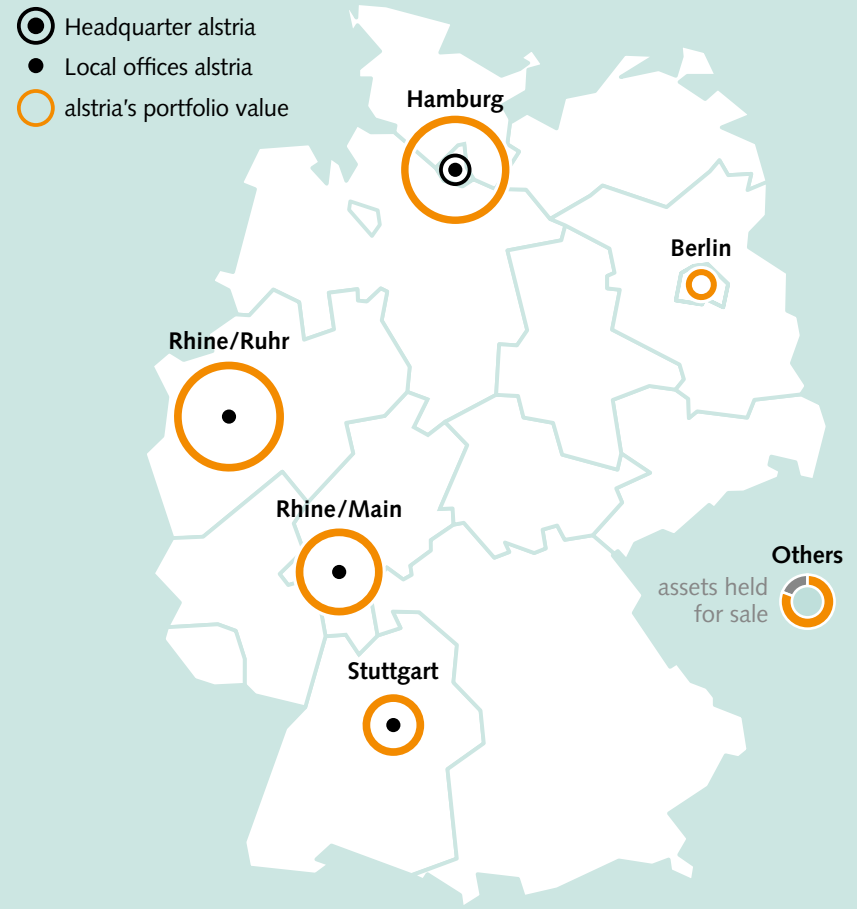 Headquarter alstria
Local offices alstria
alstria's portfolio value
Hamburg
Berlin
Rhine/Ruhr
Rhine/Main
Others
assets held
for sale
Stuttgart